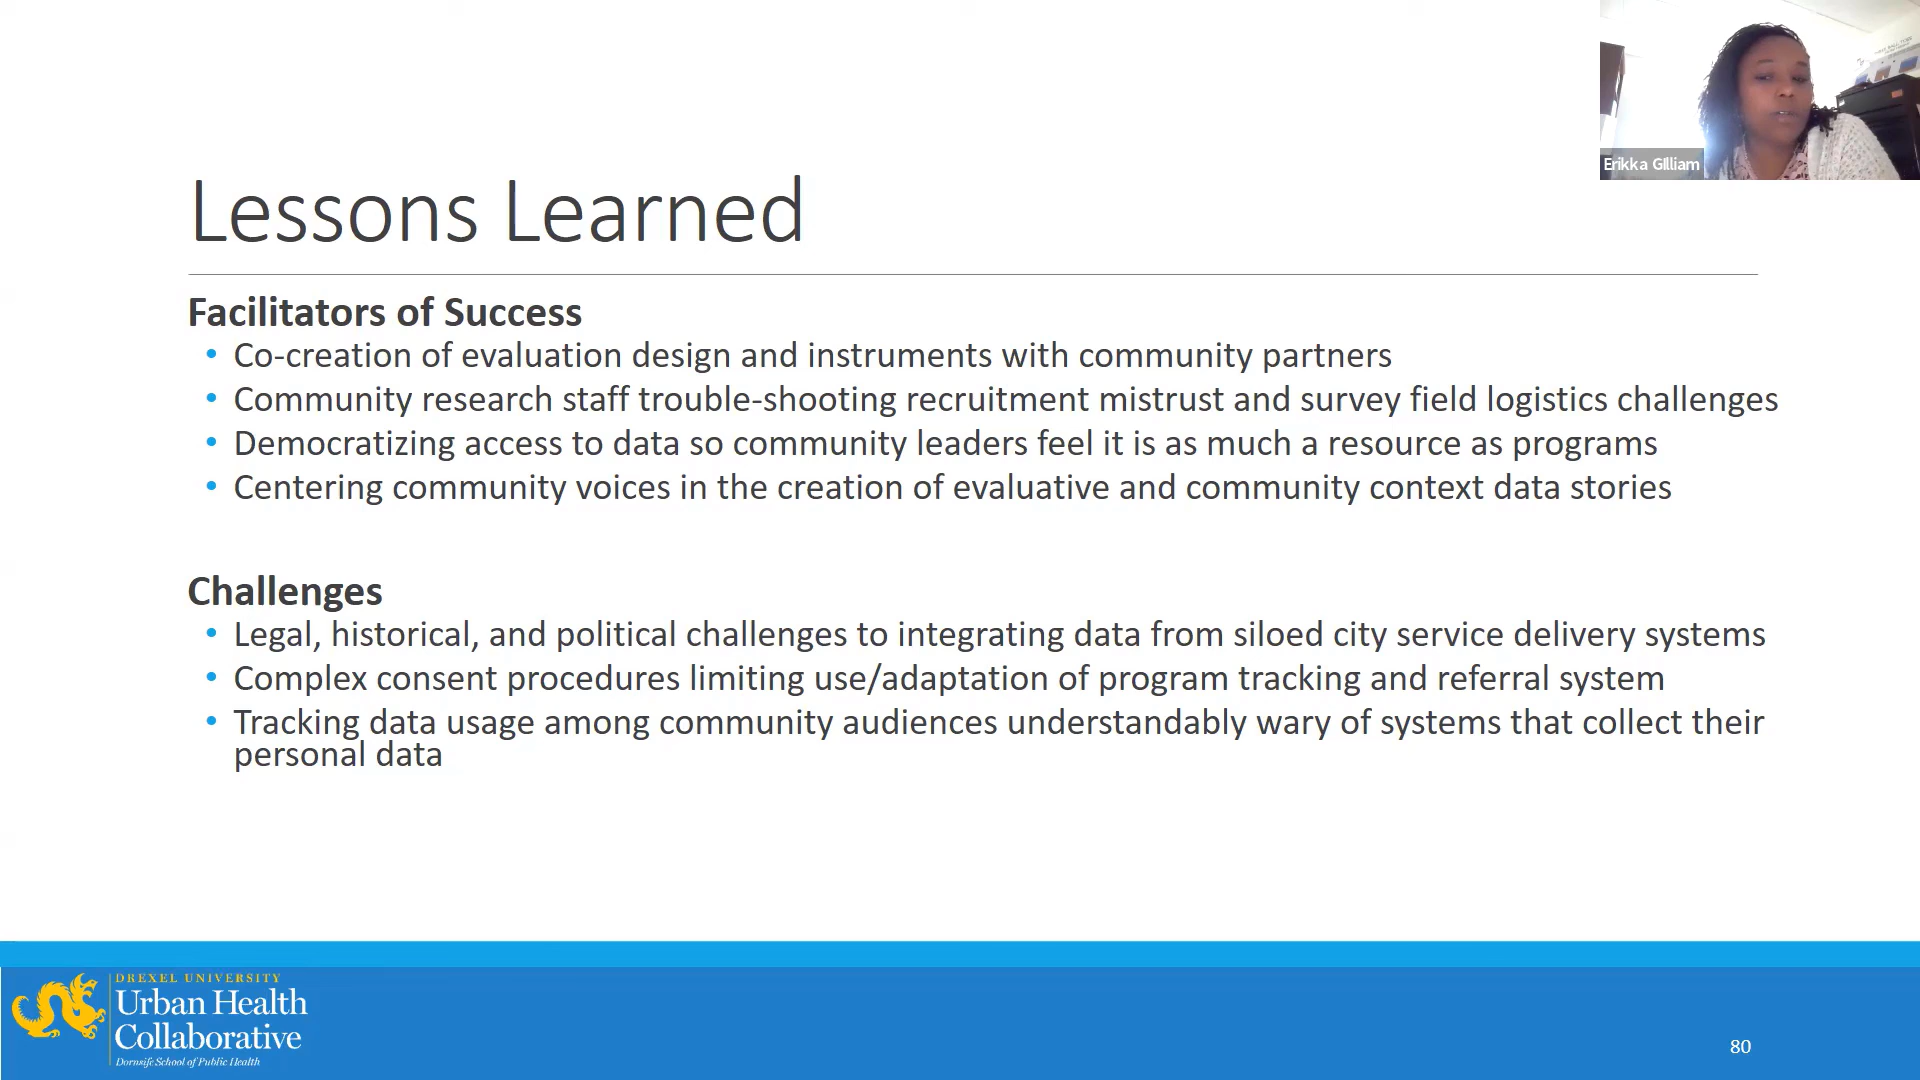 Erikka GIlliam
Lessons Learned
Facilitators of Success
• Co-creation of evaluation design and instruments with community partners
• Community research staff trouble-shooting recruitment mistrust and survey field logistics challenges
• Democratizing access to data so community leaders feel it is as much a resource as programs
• Centering community voices in the creation of evaluative and community context data stories
Challenges
• Legal, historical, and political challenges to integrating data from siloed city service delivery systems
• Complex consent procedures limiting use/adaptation of program tracking and referral system
• Tracking data usage among community audiences understandably wary of systems that collect their
personal data
DREXEL UNIVERSITY
Urban Health
Collaborative
Dornsife School of Public Health
80